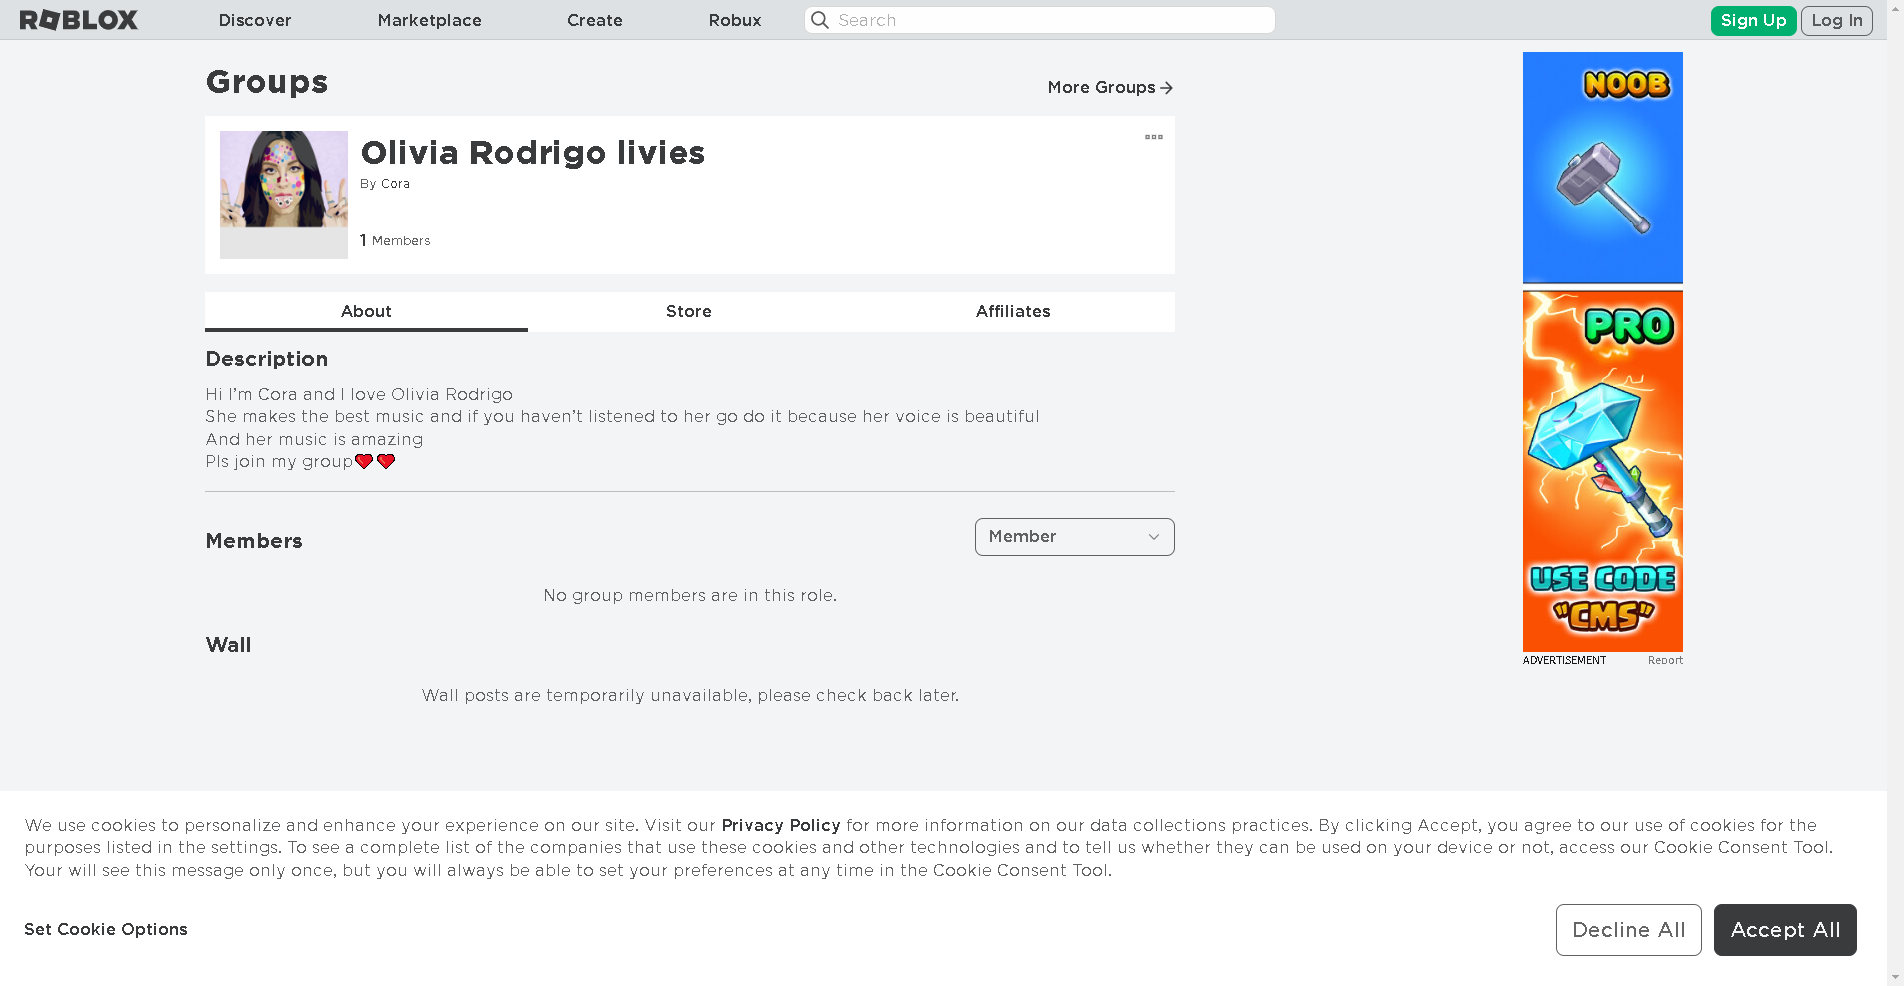 ROBLOX
Discover
Marketplace
Create
Robux
Search
Sign Up
Log In
Groups
More Groups
Olivia Rodrigo livies
By Cora
1 Members
About
Store
Affiliates
Description
Hi I'm Cora and I love Olivia Rodrigo
She makes the best music and if you haven't listened to her go do it because her voice is beautiful
And her music is amazing
Pls join my group❤️❤️
Members
Member
No group members are in this role.
Wall
Wall posts are temporarily unavailable, please check back later.
NOOB
PRO
USE CODE
"CMS"
ADVERTISEMENT
Report
We use cookies to personalize and enhance your experience on our site. Visit our Privacy Policy for more information on our data collections practices. By clicking Accept, you agree to our use of cookies for the
purposes listed in the settings. To see a complete list of the companies that use these cookies and other technologies and to tell us whether they can be used on your device or not, access our Cookie Consent Tool.
Your will see this message only once, but you will always be able to set your preferences at any time in the Cookie Consent Tool.
Set Cookie Options
Decline All
Accept All